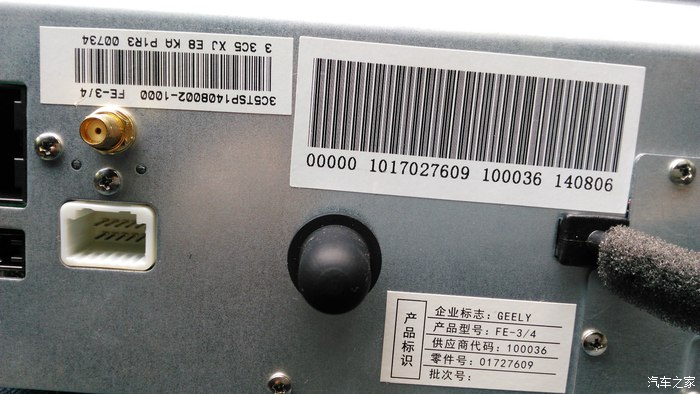 3 3C5 XJ E8 KA P1R3 00734
3C5TSP1408002-1000
FE-3/4
00000 1017027609 100036 140806
产品标识
企业标志: GEELY
产品型号: FE-3/4
供应商代码: 100036
零件号: 01727609
批次号:
汽车之家